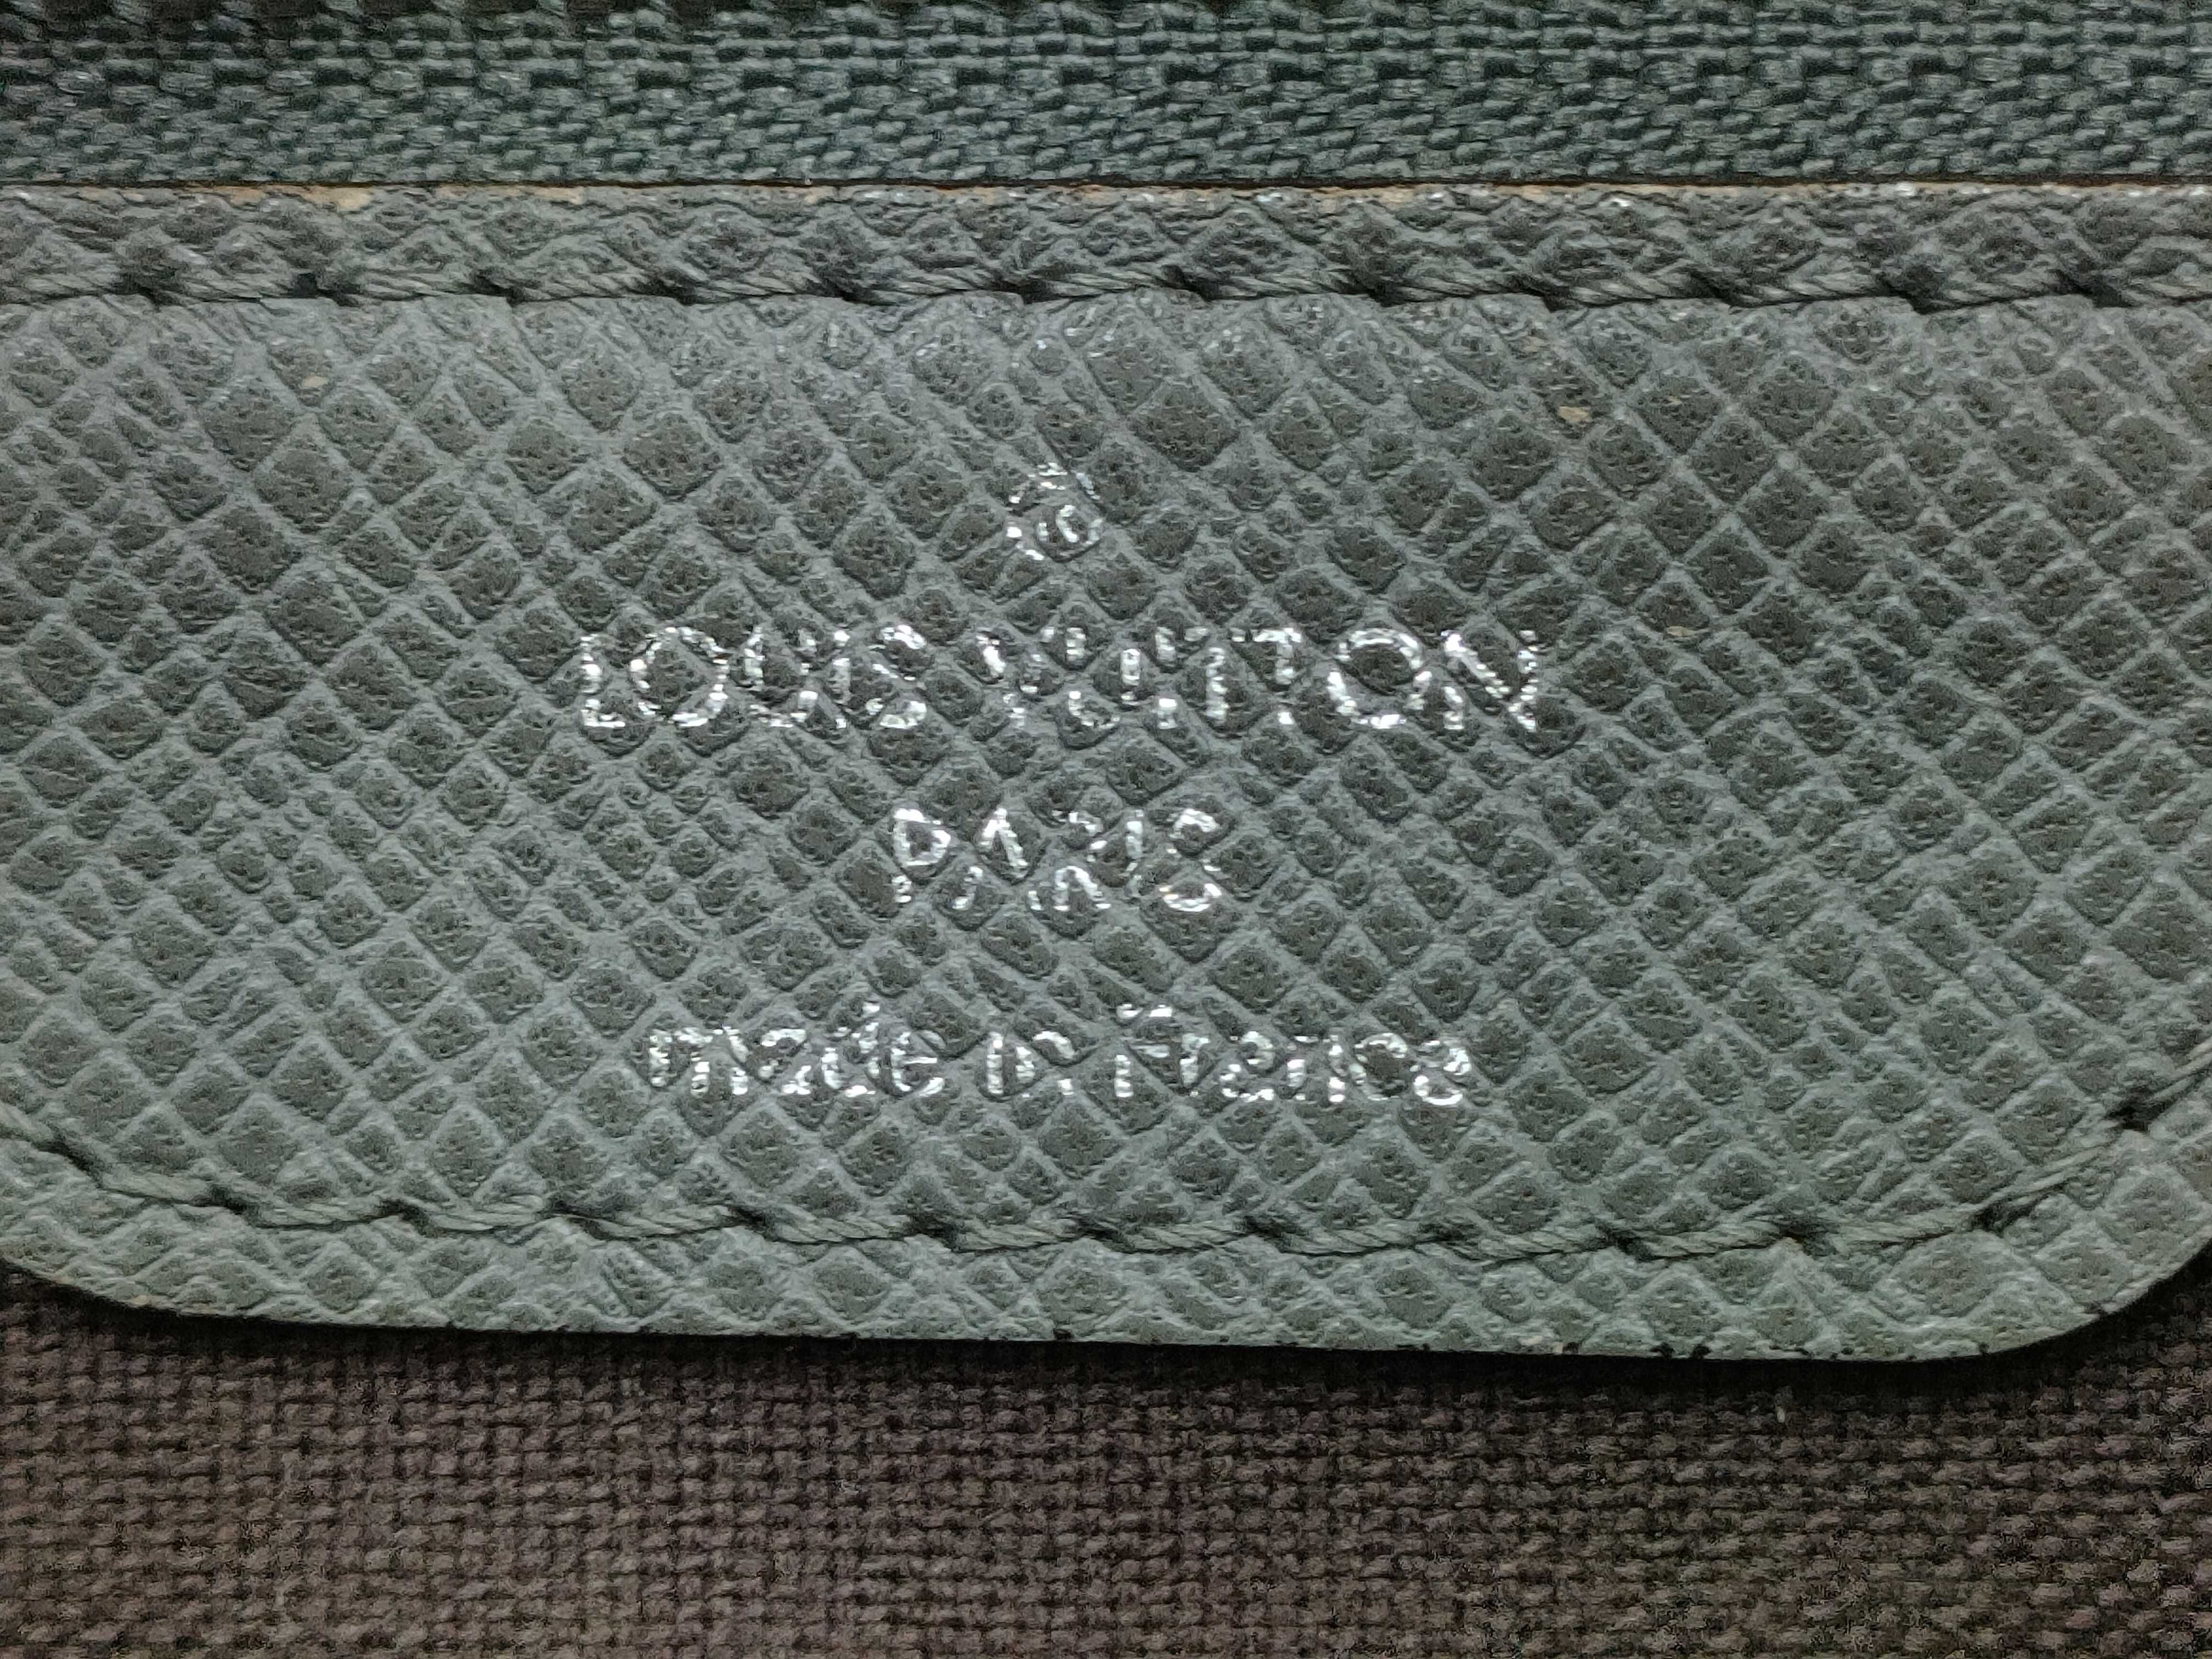 ®
LOUIS VUITTON
PARIS
made in France